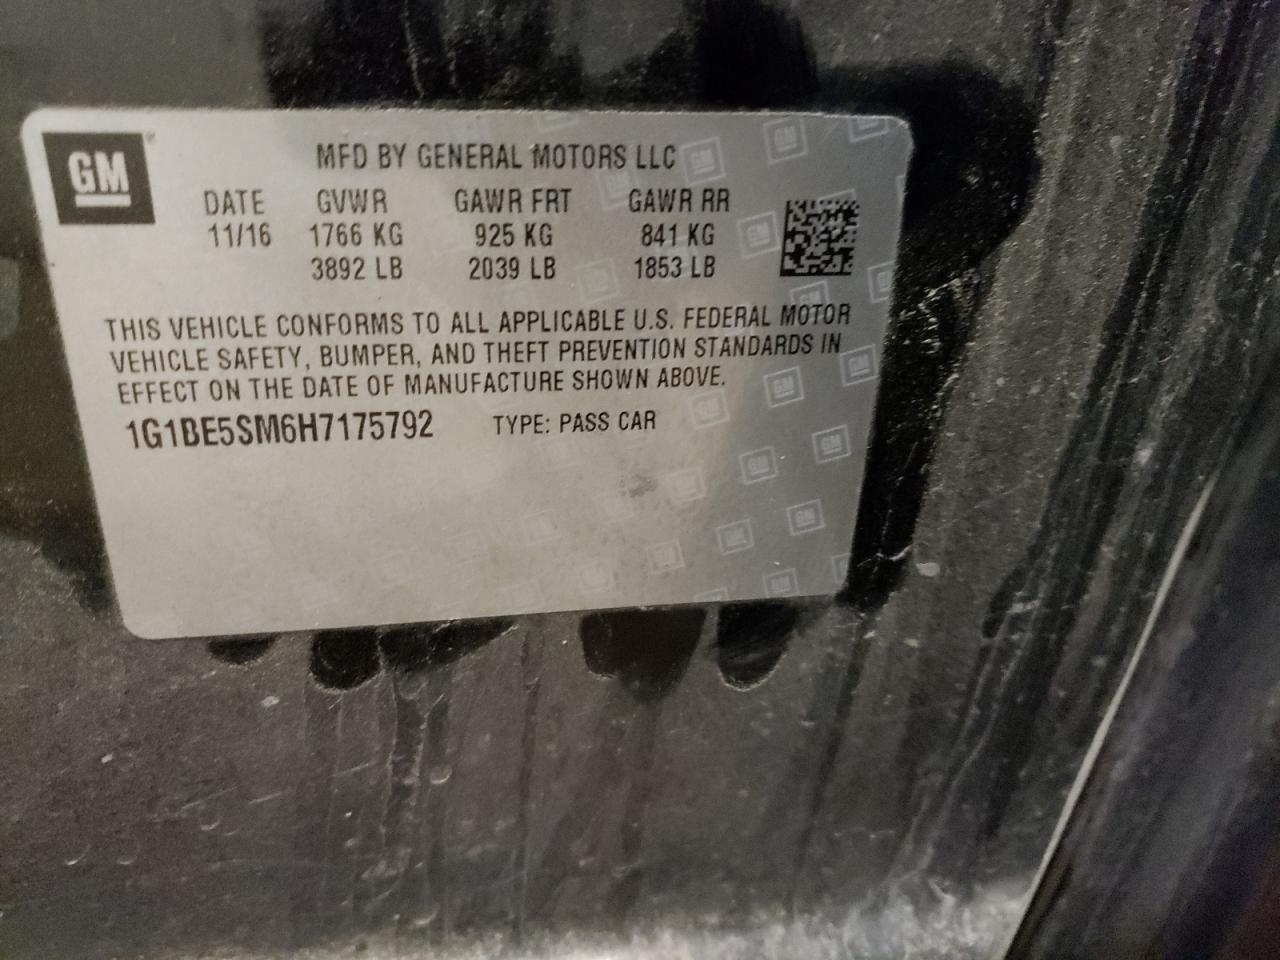 GM
MFD BY GENERAL MOTORS LLC
DATE GVWR GAWR FRT GAWR RR
11/16 1766 KG 925 KG 841 KG
3892 LB 2039 LB 1853 LB
THIS VEHICLE CONFORMS TO ALL APPLICABLE U.S. FEDERAL MOTOR
VEHICLE SAFETY, BUMPER, AND THEFT PREVENTION STANDARDS IN
EFFECT ON THE DATE OF MANUFACTURE SHOWN ABOVE.
1G1BE5SM6H7175792 TYPE: PASS CAR